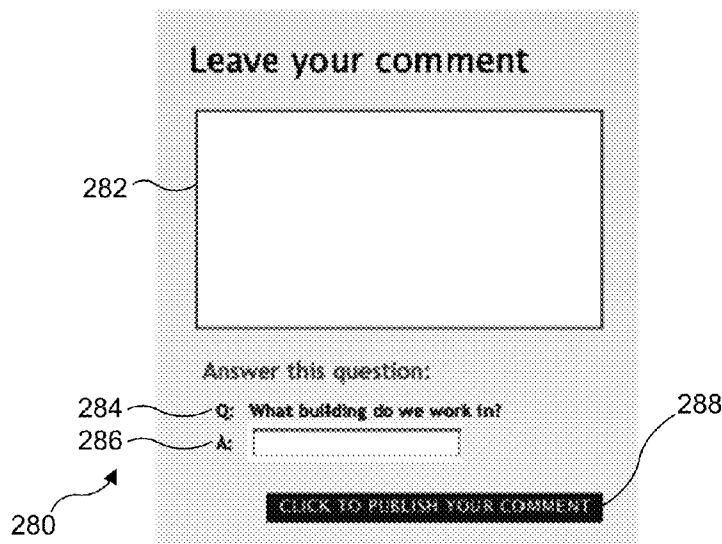 Leave your comment
282
Answer this question:
284 Q: What building do we work in?
288
286 A:
280
CLICK TO PUBLISH YOUR COMMENT